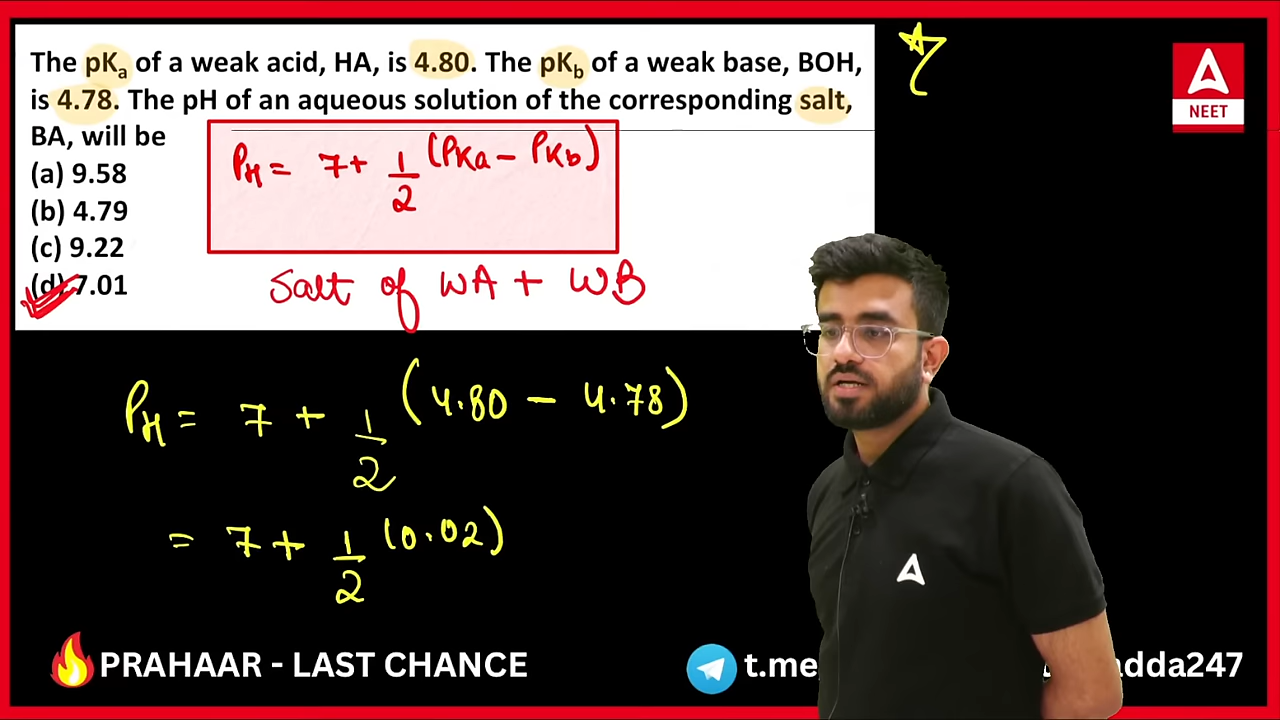 The pKa of a weak acid, HA, is 4.80. The pKb of a weak base, BOH,
is 4.78. The pH of an aqueous solution of the corresponding salt,
BA, will be
(a) 9.58
(b) 4.79
(c) 9.22
(d) 7.01
PH = 7 + 1/2 (PKa - PKb)
Salt of WA + WB
PH = 7 + 1/2 (4.80 - 4.78)
= 7 + 1/2 (0.02)
A
NEET
PRAHAAR - LAST CHANCE
t.me
adda247